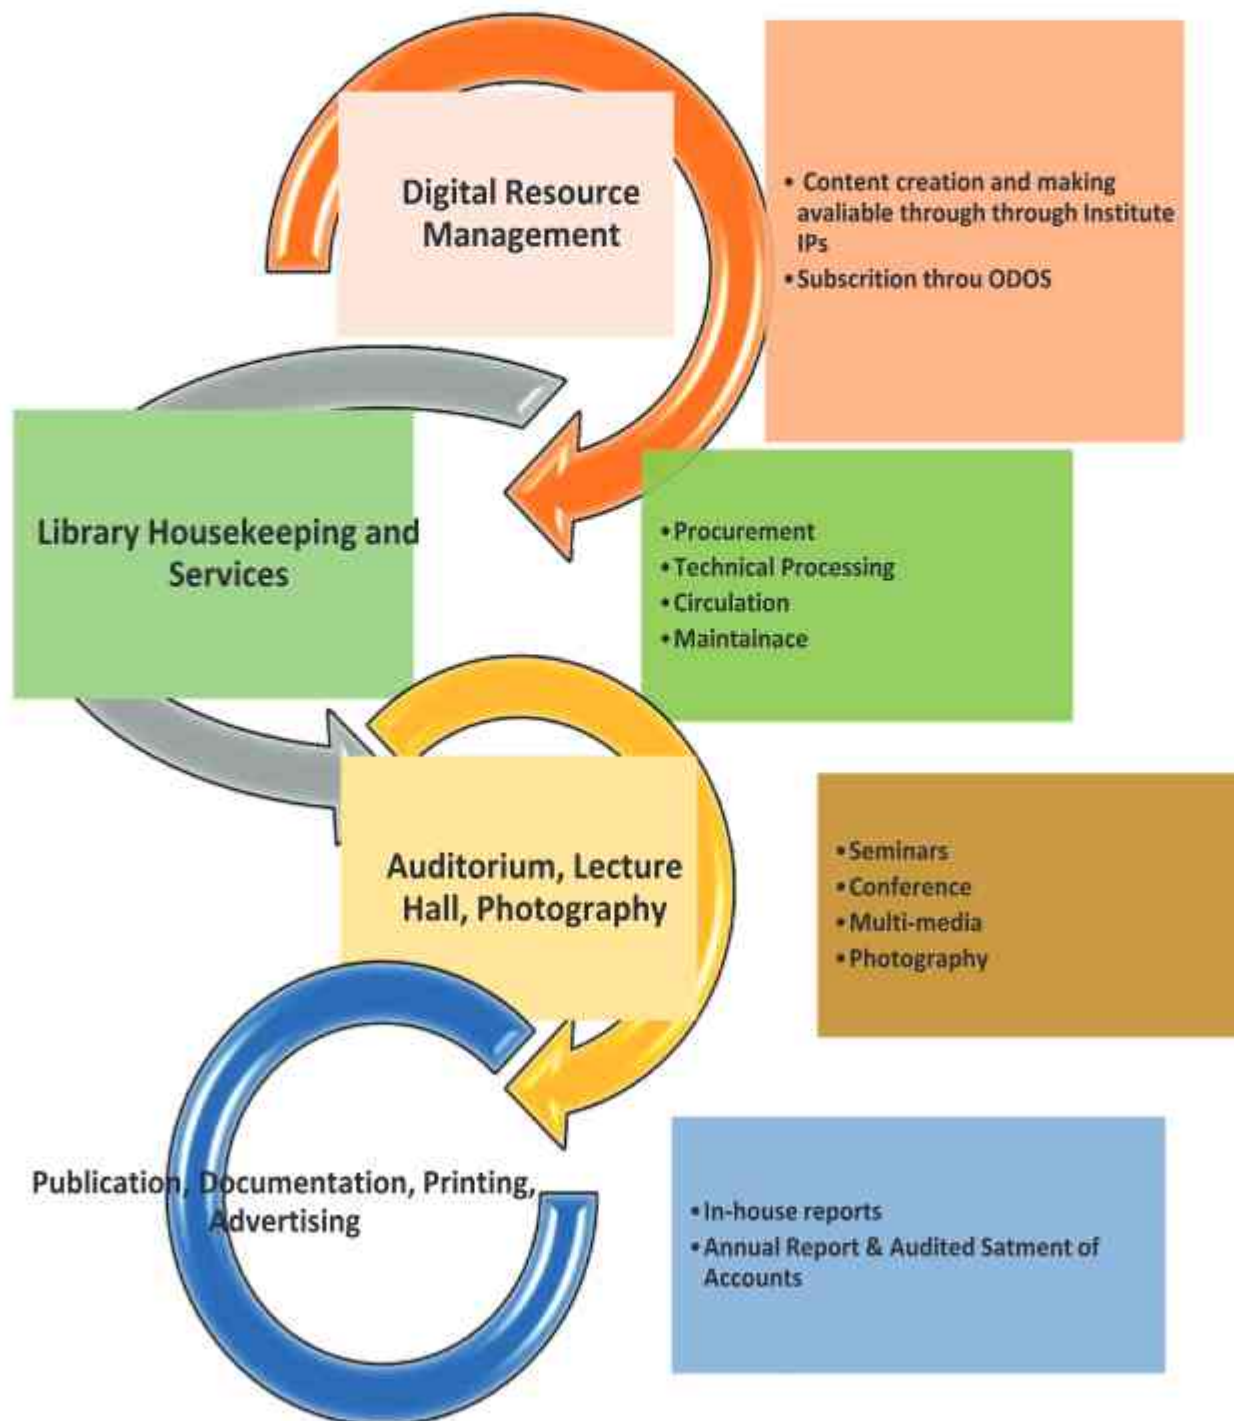 Digital Resource
Management
• Content creation and making
avaliable through through Institute
IPs
• Subscrition throu ODOS
Library Housekeeping and
Services
• Procurement
• Technical Processing
• Circulation
• Maintainace
Auditorium, Lecture
Hall, Photography
• Seminars
• Conference
• Multi-media
• Photography
Publication, Documentation, Printing,
Advertising
• In-house reports
• Annual Report & Audited Satment of
Accounts